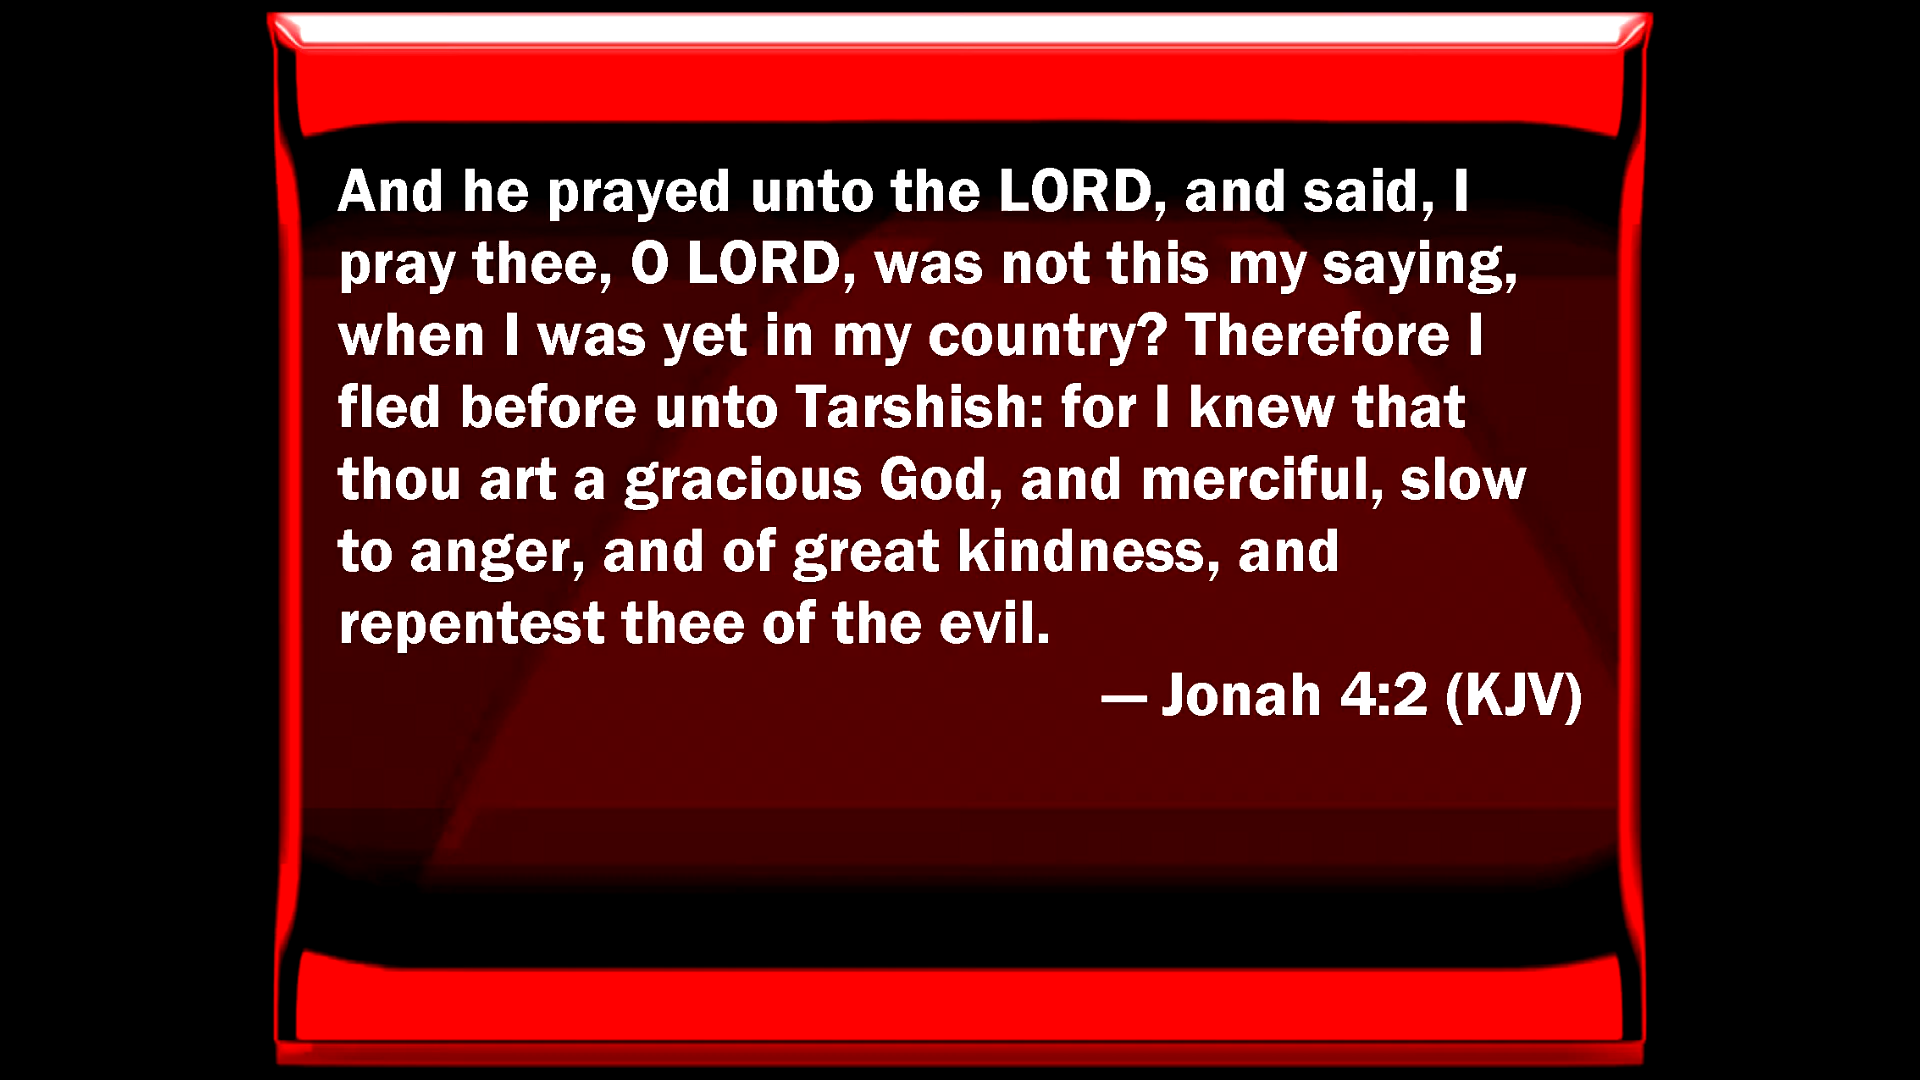 And he prayed unto the LORD, and said, I
pray thee, O LORD, was not this my saying,
when I was yet in my country? Therefore I
fled before unto Tarshish: for I knew that
thou art a gracious God, and merciful, slow
to anger, and of great kindness, and
repentest thee of the evil.
— Jonah 4:2 (KJV)